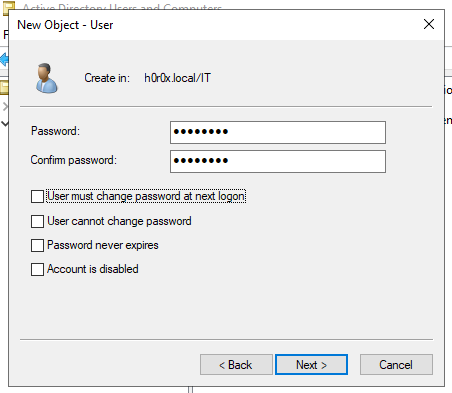 Active Directory Users and Computers
New Object - User
Create in: h0r0x.local/IT
Password:
●●●●●●●●
Confirm password:
●●●●●●●●
User must change password at next logon
User cannot change password
Password never expires
Account is disabled
< Back
Next >
Cancel